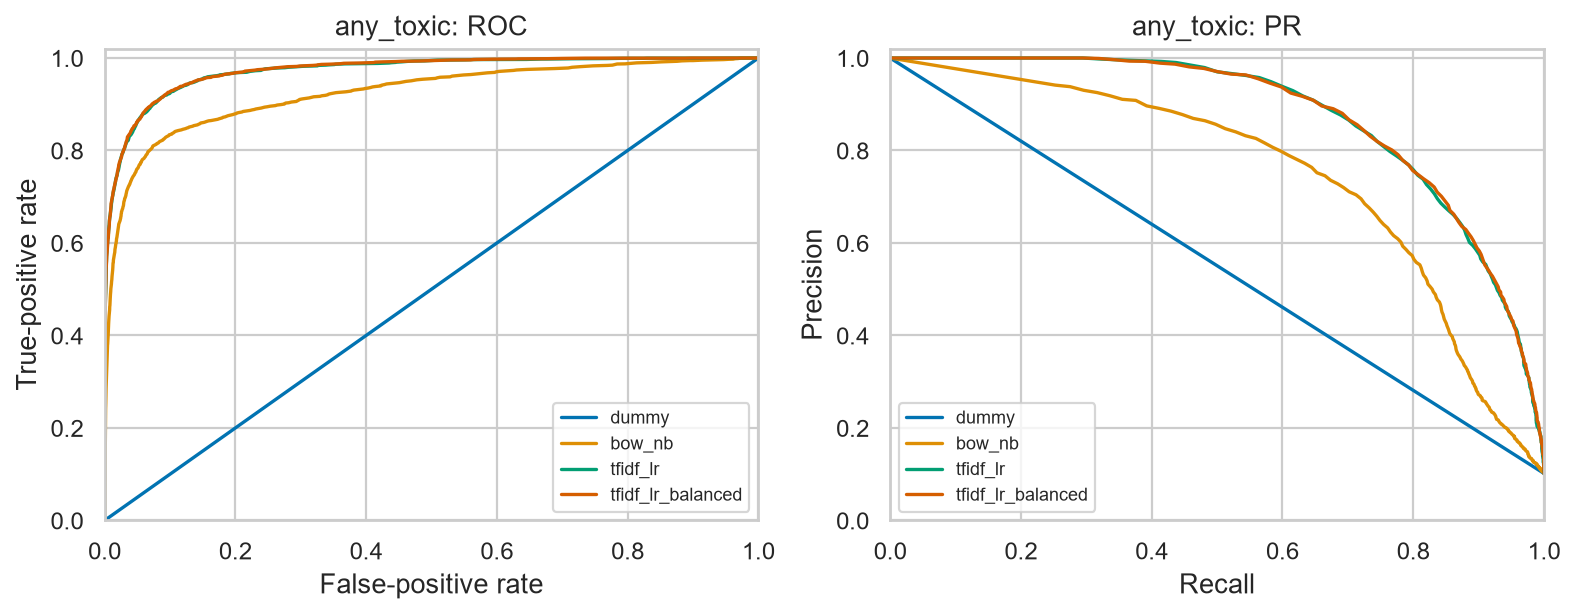 any_toxic: ROC
True-positive rate
1.0
0.8
0.6
0.4
0.2
0.0
0.0 0.2 0.4 0.6 0.8 1.0
False-positive rate
dummy
bow_nb
tfidf_lr
tfidf_lr_balanced
any_toxic: PR
Precision
1.0
0.8
0.6
0.4
0.2
0.0
0.0 0.2 0.4 0.6 0.8 1.0
Recall
dummy
bow_nb
tfidf_lr
tfidf_lr_balanced